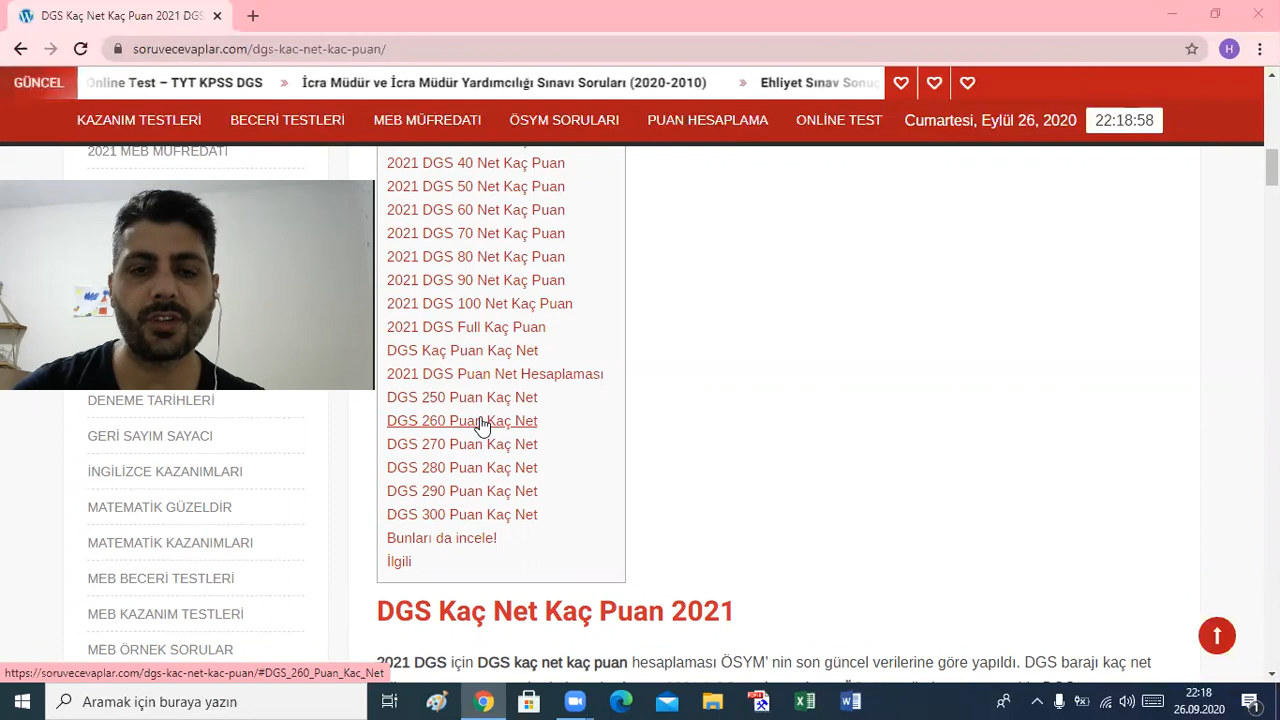 DGS Kaç Net Kaç Puan 2021 DGS
soruvecevaplar.com/dgs-kac-net-kac-puan/
H
GÜNCEL
Online Test – TYT KPSS DGS » İcra Müdür ve İcra Müdür Yardımcılığı Sınavı Soruları (2020-2010) » Ehliyet Sınav Sonuç
KAZANIM TESTLERİ BECERİ TESTLERİ MEB MÜFREDATI ÖSYM SORULARI PUAN HESAPLAMA ONLİNE TEST Cumartesi, Eylül 26, 2020 22:18:58
2021 MEB MÜFREDATI
DENEME TARİHLERİ
GERİ SAYIM SAYACI
İNGİLİZCE KAZANIMLARI
MATEMATİK GÜZELDİR
MATEMATİK KAZANIMLARI
MEB BECERİ TESTLERİ
MEB KAZANIM TESTLERİ
MEB ÖRNEK SORULAR
2021 DGS 40 Net Kaç Puan
2021 DGS 50 Net Kaç Puan
2021 DGS 60 Net Kaç Puan
2021 DGS 70 Net Kaç Puan
2021 DGS 80 Net Kaç Puan
2021 DGS 90 Net Kaç Puan
2021 DGS 100 Net Kaç Puan
2021 DGS Full Kaç Puan
DGS Kaç Puan Kaç Net
2021 DGS Puan Net Hesaplaması
DGS 250 Puan Kaç Net
DGS 260 Puan Kaç Net
DGS 270 Puan Kaç Net
DGS 280 Puan Kaç Net
DGS 290 Puan Kaç Net
DGS 300 Puan Kaç Net
Bunları da incele!
İlgili
DGS Kaç Net Kaç Puan 2021
2021 DGS için DGS kaç net kaç puan hesaplaması ÖSYM' nin son güncel verilerine göre yapıldı. DGS barajı kaç net
https://soruvecevaplar.com/dgs-kac-net-kac-puan/#DGS_260_Puan_Kac_Net
Aramak için buraya yazın
22:18
26.09.2020
1